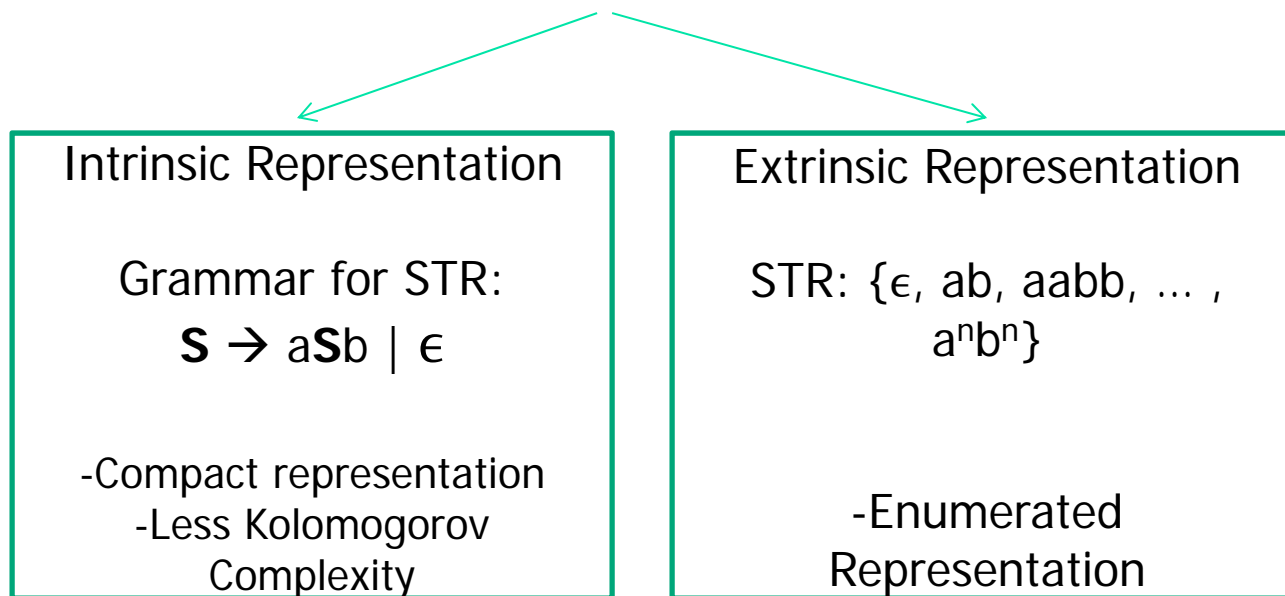 Intrinsic Representation
Grammar for STR:
S → aSb | ϵ
-Compact representation
-Less Kolomogorov
Complexity
Extrinsic Representation
STR: {ϵ, ab, aabb, ... ,
aⁿbⁿ}
-Enumerated
Representation